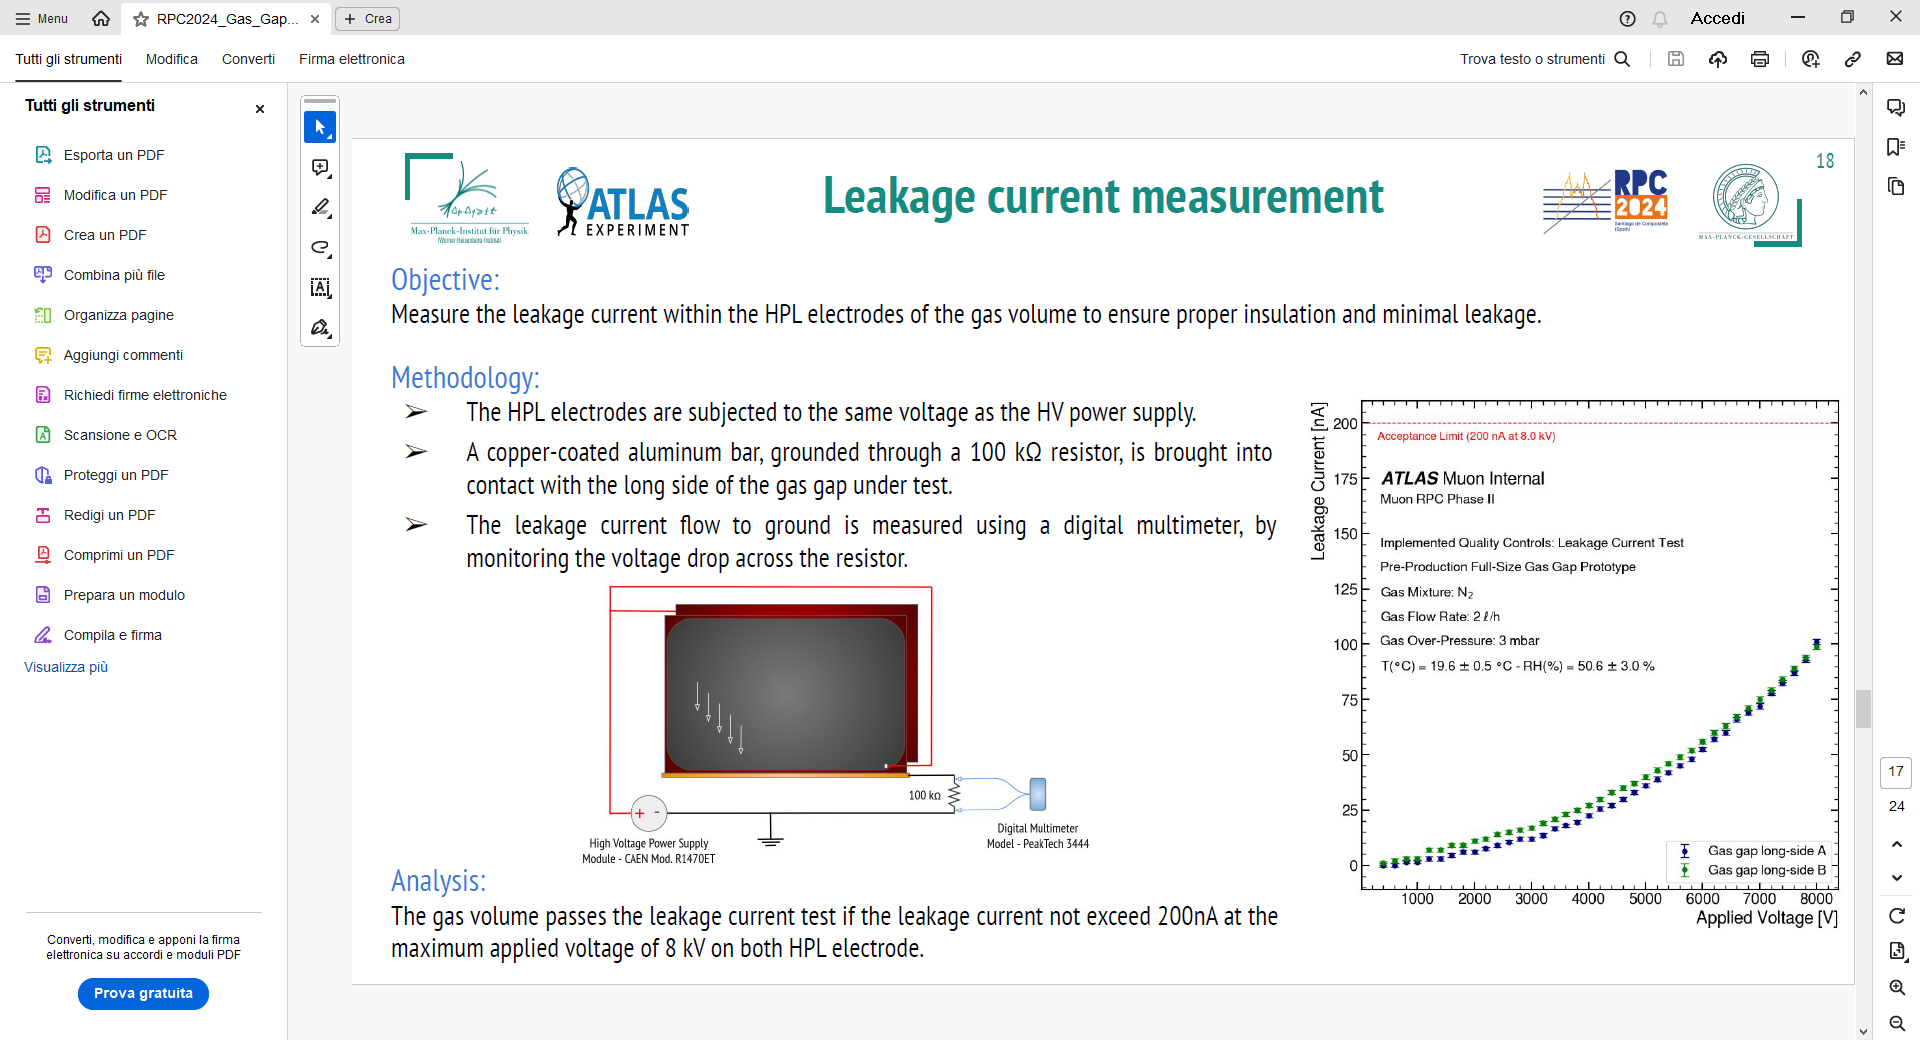 Menu
RPC2024_Gas_Gap...
Crea
Accedi
Tutti gli strumenti
Modifica
Converti
Firma elettronica
Trova testo o strumenti
Tutti gli strumenti
Esporta un PDF
Modifica un PDF
Crea un PDF
Combina più file
Organizza pagine
Aggiungi commenti
Richiedi firme elettroniche
Scansione e OCR
Proteggi un PDF
Redigi un PDF
Comprimi un PDF
Prepara un modulo
Compila e firma
Visualizza più
Converti, modifica e apponi la firma
elettronica su accordi e moduli PDF
Prova gratuita
18
Max-Planck-Institut für Physik
(Werner-Heisenberg-Institut)
ATLAS
EXPERIMENT
Leakage current measurement
RPC
2024
Santiago de Compostela
(Spain)
MAX-PLANCK-GESELLSCHAFT
Objective:
Measure the leakage current within the HPL electrodes of the gas volume to ensure proper insulation and minimal leakage.
Methodology:
➢ The HPL electrodes are subjected to the same voltage as the HV power supply.
➢ A copper-coated aluminum bar, grounded through a 100 kΩ resistor, is brought into
contact with the long side of the gas gap under test.
➢ The leakage current flow to ground is measured using a digital multimeter, by
monitoring the voltage drop across the resistor.
+ -
100 kΩ
High Voltage Power Supply
Module - CAEN Mod. R1470ET
Digital Multimeter
Model - PeakTech 3444
Analysis:
The gas volume passes the leakage current test if the leakage current not exceed 200nA at the
maximum applied voltage of 8 kV on both HPL electrode.
Leakage Current [nA]
200
175
150
125
100
75
50
25
0
Acceptance Limit (200 nA at 8.0 kV)
ATLAS Muon Internal
Muon RPC Phase II
Implemented Quality Controls: Leakage Current Test
Pre-Production Full-Size Gas Gap Prototype
Gas Mixture: N₂
Gas Flow Rate: 2 ℓ/h
Gas Over-Pressure: 3 mbar
T(°C) = 19.6 ± 0.5 °C - RH(%) = 50.6 ± 3.0 %
Gas gap long-side A
Gas gap long-side B
1000 2000 3000 4000 5000 6000 7000 8000
Applied Voltage [V]
17
24